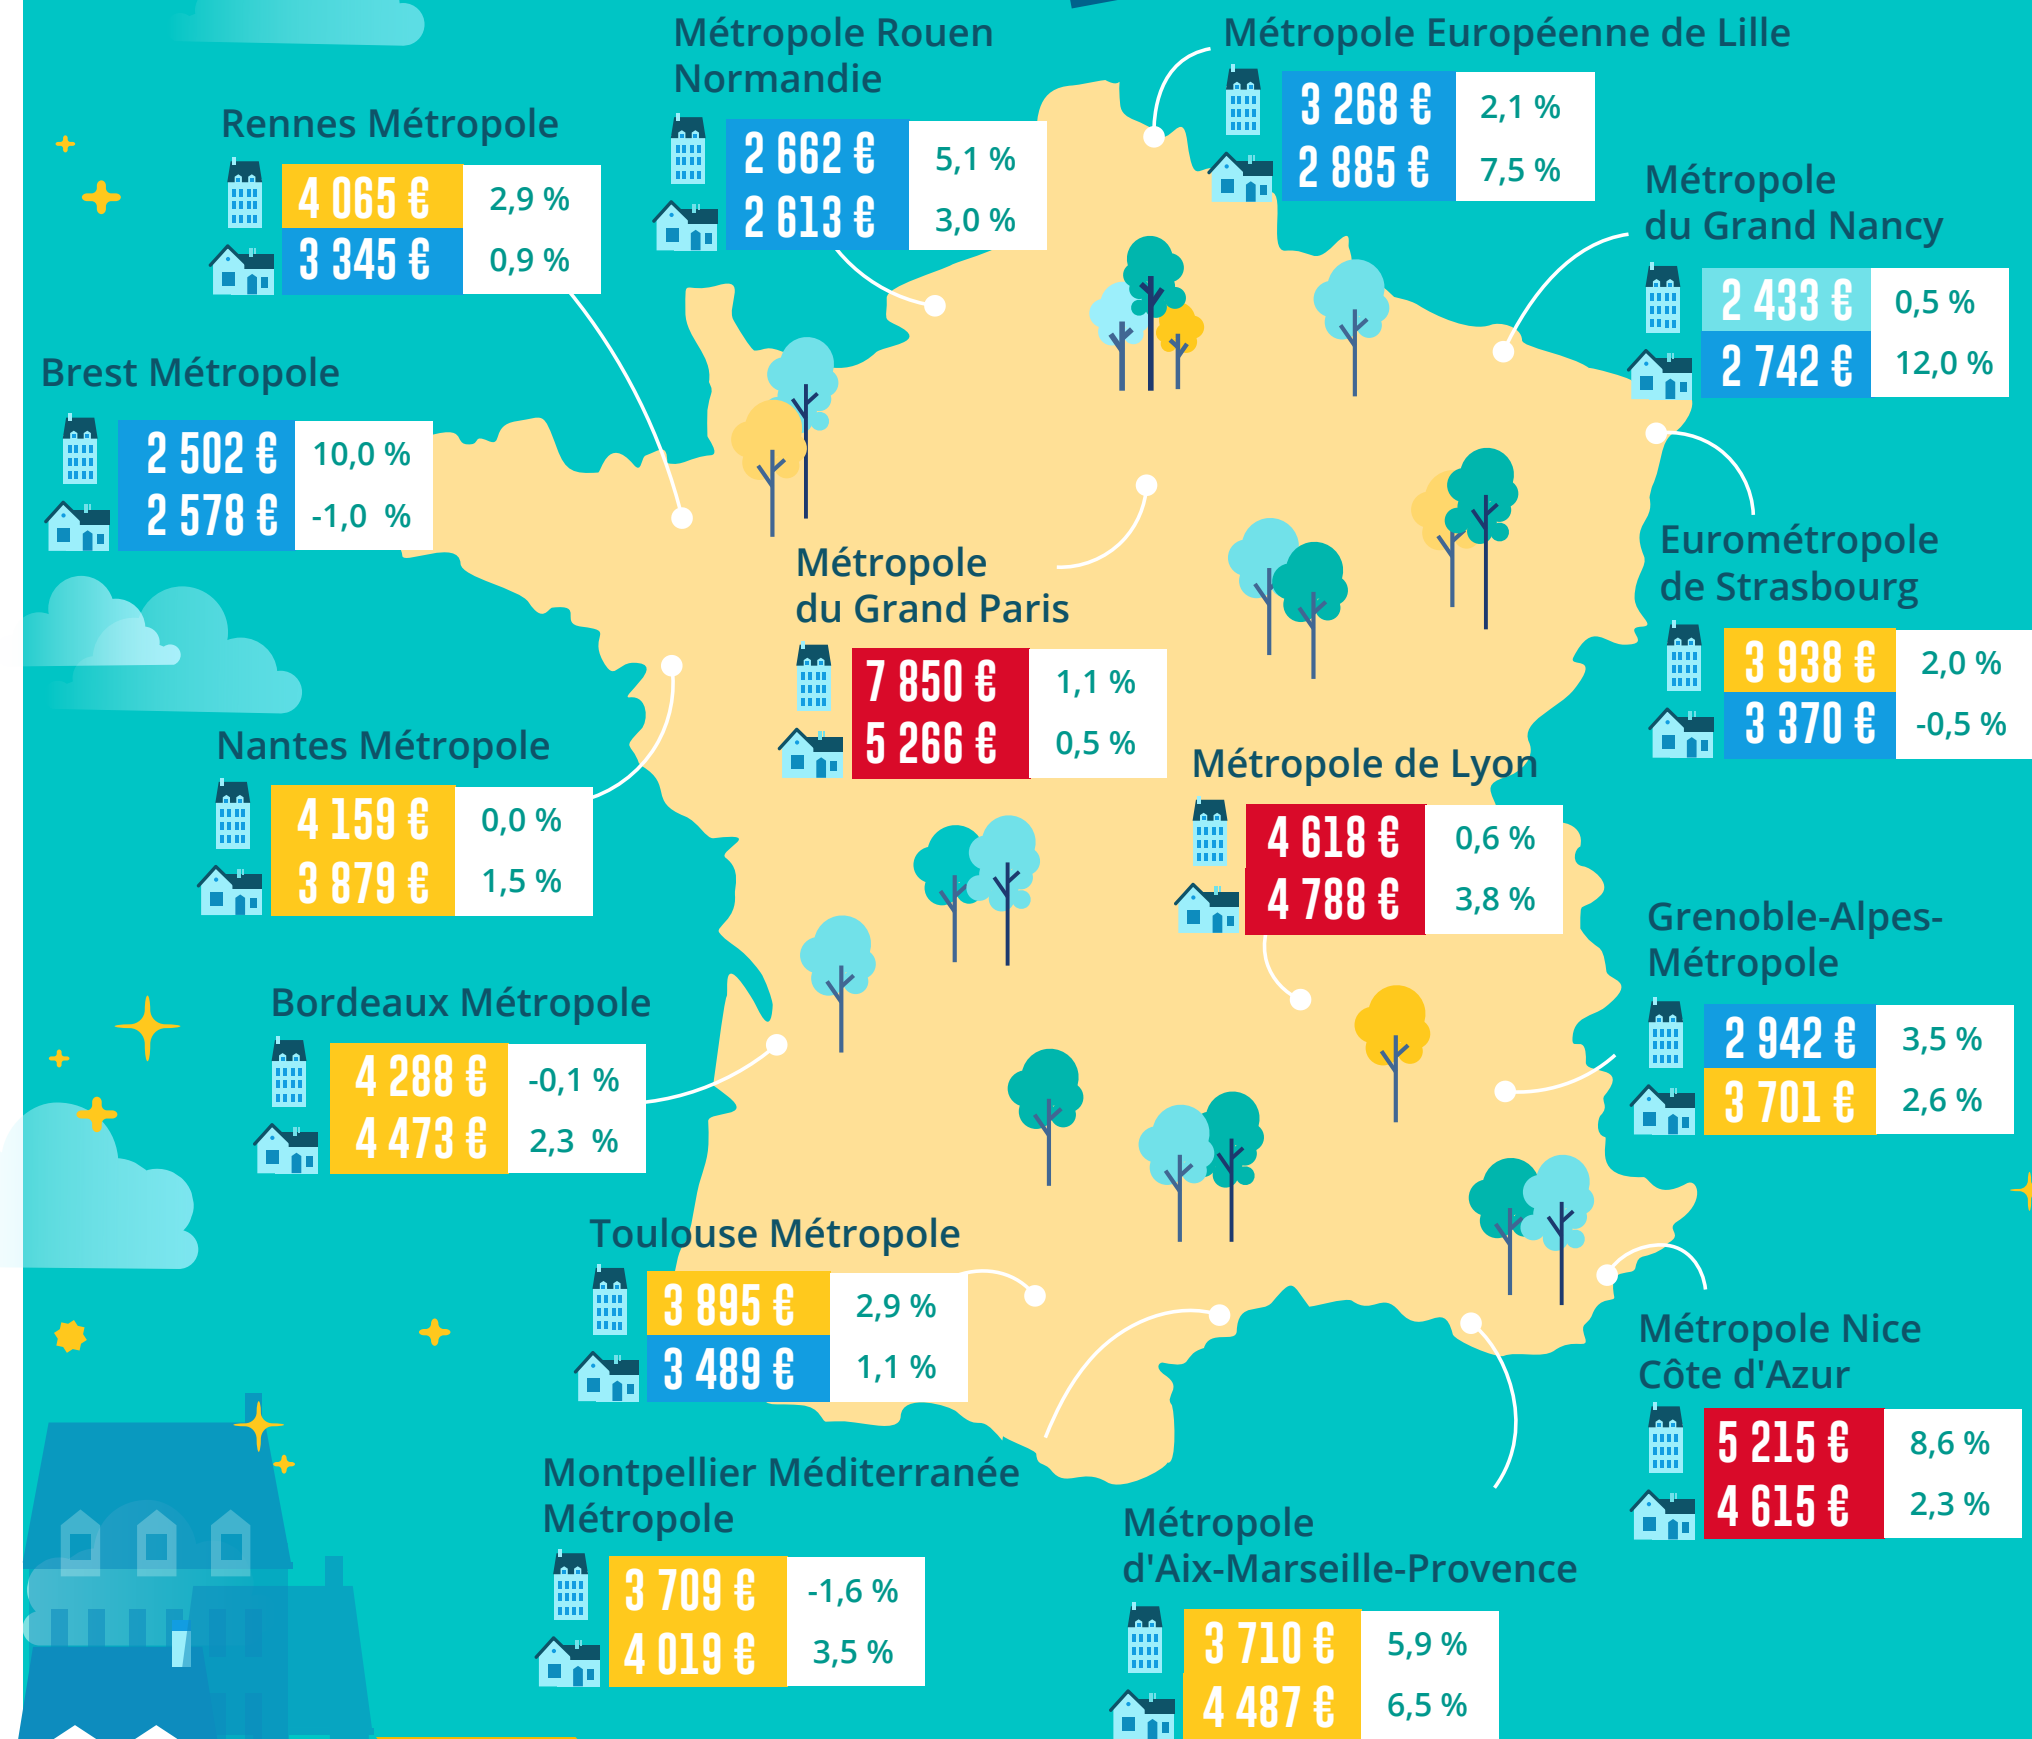 Métropole Rouen
Normandie
2 662 € 5,1 %
2 613 € 3,0 %
Métropole Européenne de Lille
3 268 € 2,1 %
2 885 € 7,5 %
Rennes Métropole
4 065 € 2,9 %
3 345 € 0,9 %
Métropole
du Grand Nancy
2 433 € 0,5 %
2 742 € 12,0 %
Brest Métropole
2 502 € 10,0 %
2 578 € -1,0 %
Métropole
du Grand Paris
7 850 € 1,1 %
5 266 € 0,5 %
Eurométropole
de Strasbourg
3 938 € 2,0 %
3 370 € -0,5 %
Nantes Métropole
4 159 € 0,0 %
3 879 € 1,5 %
Métropole de Lyon
4 618 € 0,6 %
4 788 € 3,8 %
Grenoble-Alpes-
Métropole
2 942 € 3,5 %
3 701 € 2,6 %
Bordeaux Métropole
4 288 € -0,1 %
4 473 € 2,3 %
Toulouse Métropole
3 895 € 2,9 %
3 489 € 1,1 %
Métropole Nice
Côte d'Azur
5 215 € 8,6 %
4 615 € 2,3 %
Montpellier Méditerranée
Métropole
3 709 € -1,6 %
4 019 € 3,5 %
Métropole
d'Aix-Marseille-Provence
3 710 € 5,9 %
4 487 € 6,5 %